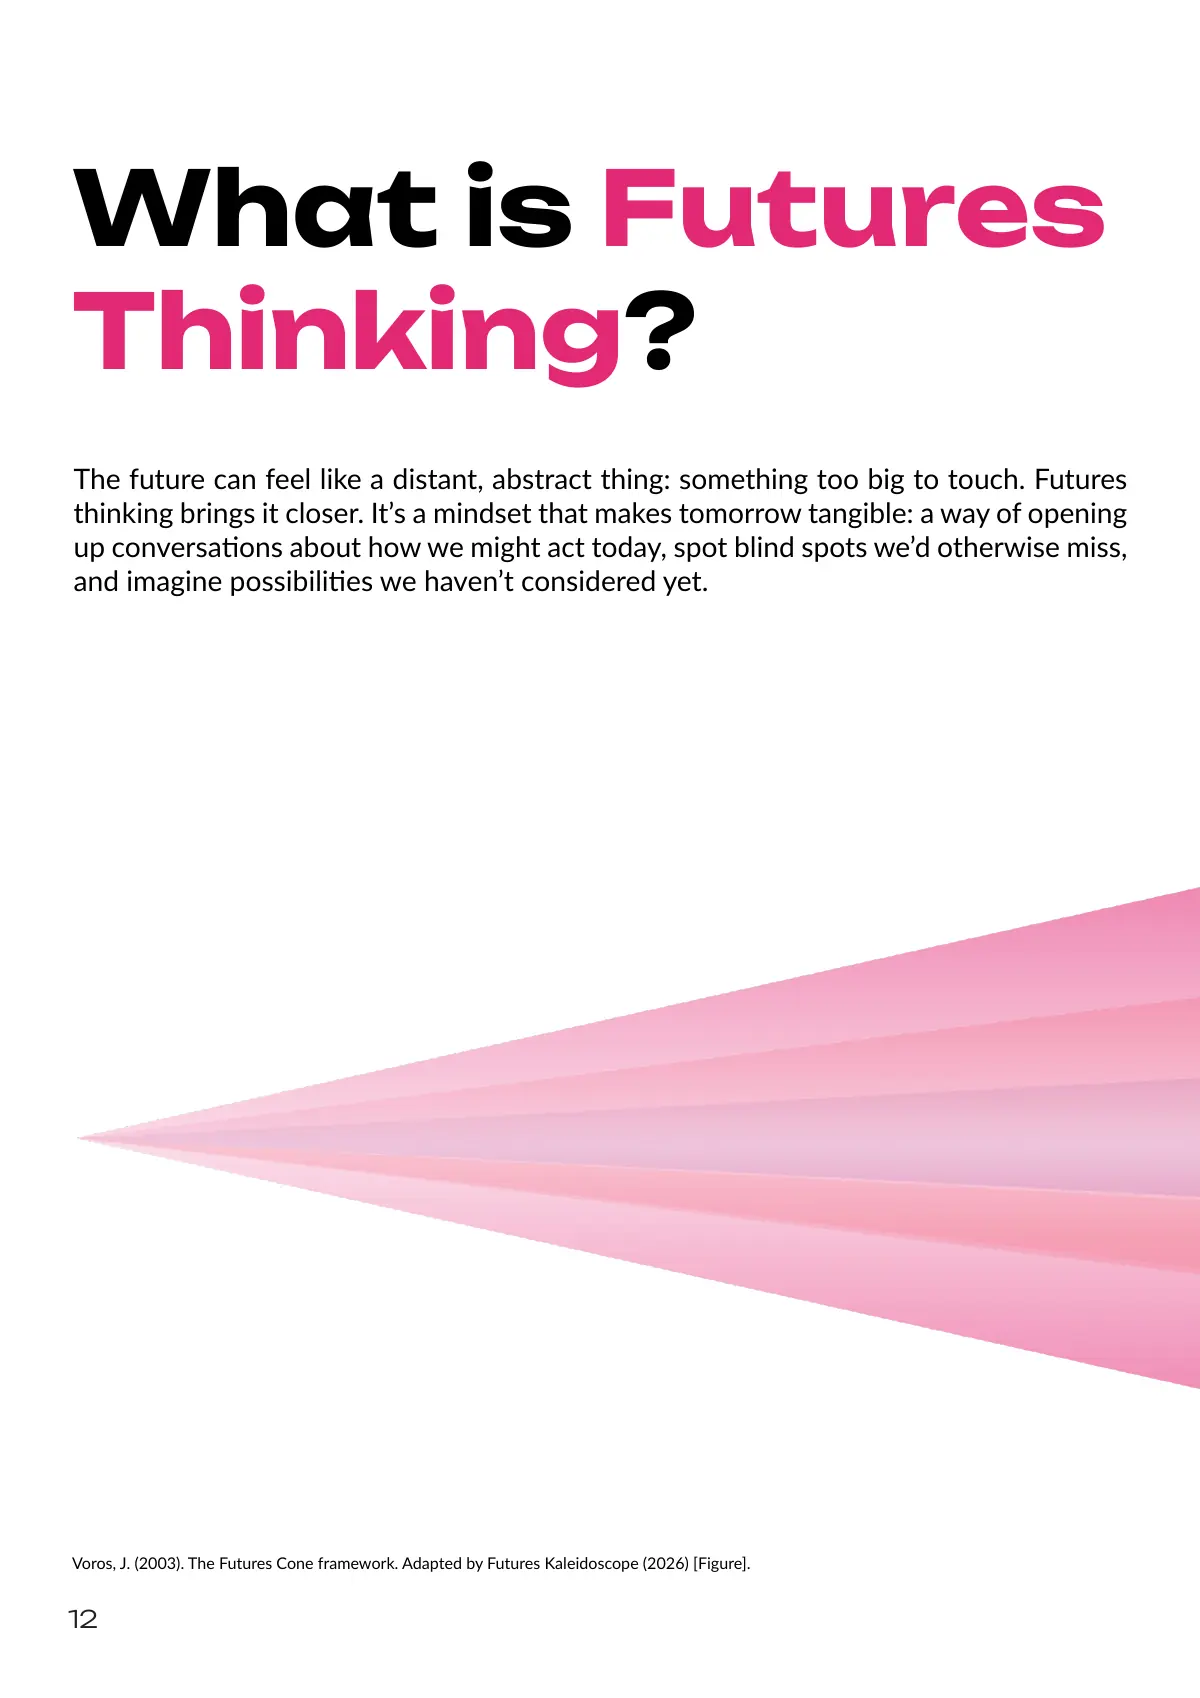 What is Futures
Thinking?
The future can feel like a distant, abstract thing: something too big to touch. Futures
thinking brings it closer. It’s a mindset that makes tomorrow tangible: a way of opening
up conversations about how we might act today, spot blind spots we’d otherwise miss,
and imagine possibilities we haven’t considered yet.
Voros, J. (2003). The Futures Cone framework. Adapted by Futures Kaleidoscope (2026) [Figure].
12